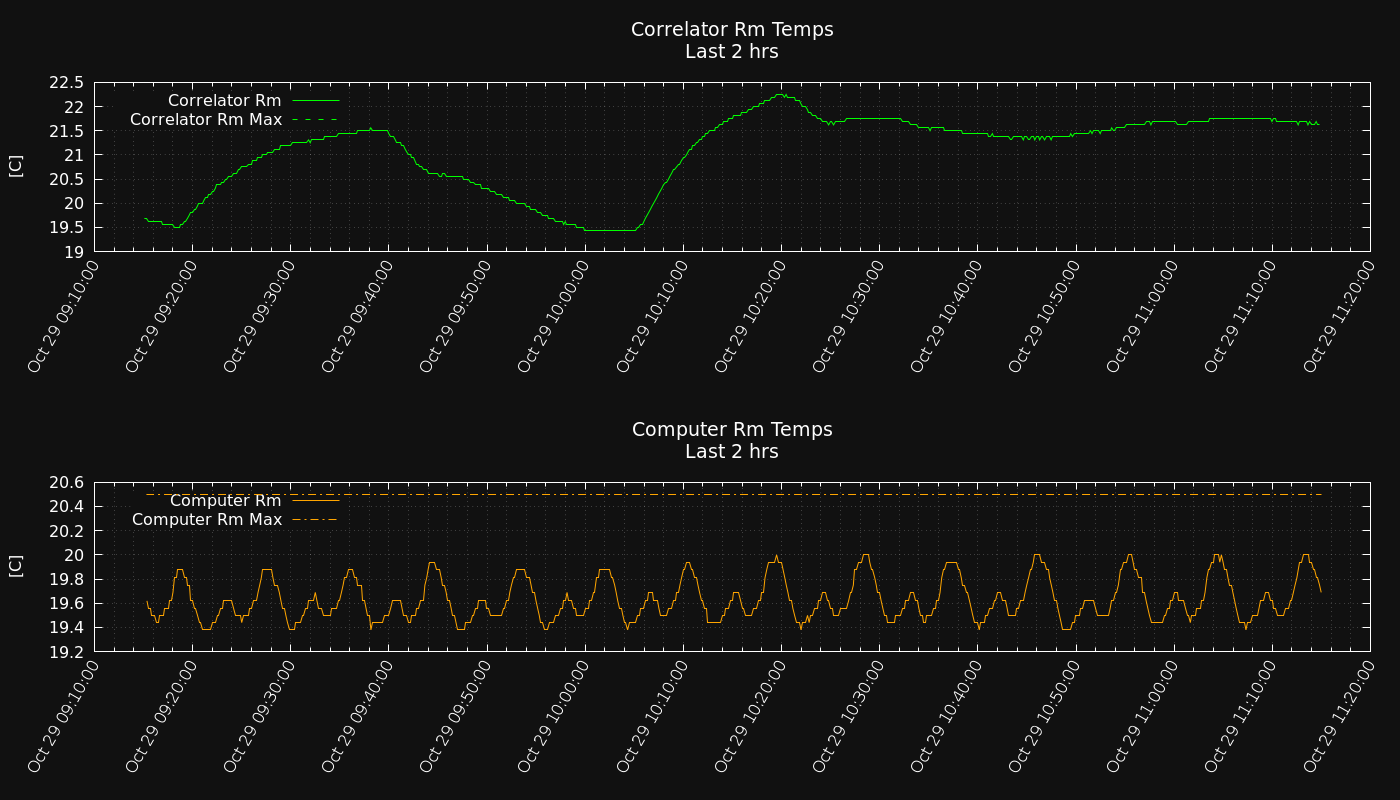 Correlator Rm Temps
Last 2 hrs
22.5
22
21.5
21
20.5
20
19.5
19
[C]
Correlator Rm
Correlator Rm Max
Oct 29 09:10:00
Oct 29 09:20:00
Oct 29 09:30:00
Oct 29 09:40:00
Oct 29 09:50:00
Oct 29 10:00:00
Oct 29 10:10:00
Oct 29 10:20:00
Oct 29 10:30:00
Oct 29 10:40:00
Oct 29 10:50:00
Oct 29 11:00:00
Oct 29 11:10:00
Oct 29 11:20:00
Computer Rm Temps
Last 2 hrs
20.6
20.4
20.2
20
19.8
19.6
19.4
19.2
[C]
Computer Rm
Computer Rm Max
Oct 29 09:10:00
Oct 29 09:20:00
Oct 29 09:30:00
Oct 29 09:40:00
Oct 29 09:50:00
Oct 29 10:00:00
Oct 29 10:10:00
Oct 29 10:20:00
Oct 29 10:30:00
Oct 29 10:40:00
Oct 29 10:50:00
Oct 29 11:00:00
Oct 29 11:10:00
Oct 29 11:20:00